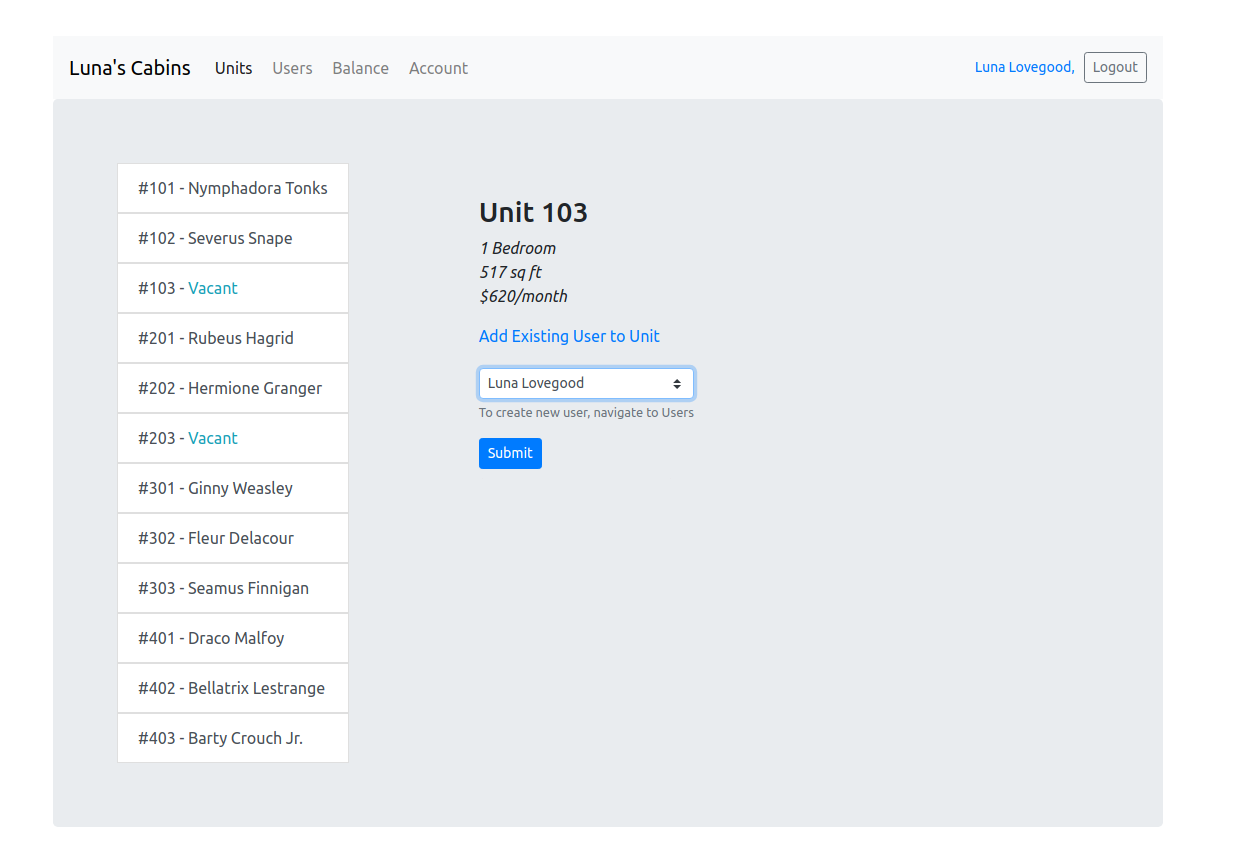 Luna's Cabins Units Users Balance Account Luna Lovegood, Logout
#101 - Nymphadora Tonks
#102 - Severus Snape
#103 - Vacant
#201 - Rubeus Hagrid
#202 - Hermione Granger
#203 - Vacant
#301 - Ginny Weasley
#302 - Fleur Delacour
#303 - Seamus Finnigan
#401 - Draco Malfoy
#402 - Bellatrix Lestrange
#403 - Barty Crouch Jr.
Unit 103
1 Bedroom
517 sq ft
$620/month
Add Existing User to Unit
Luna Lovegood
To create new user, navigate to Users
Submit